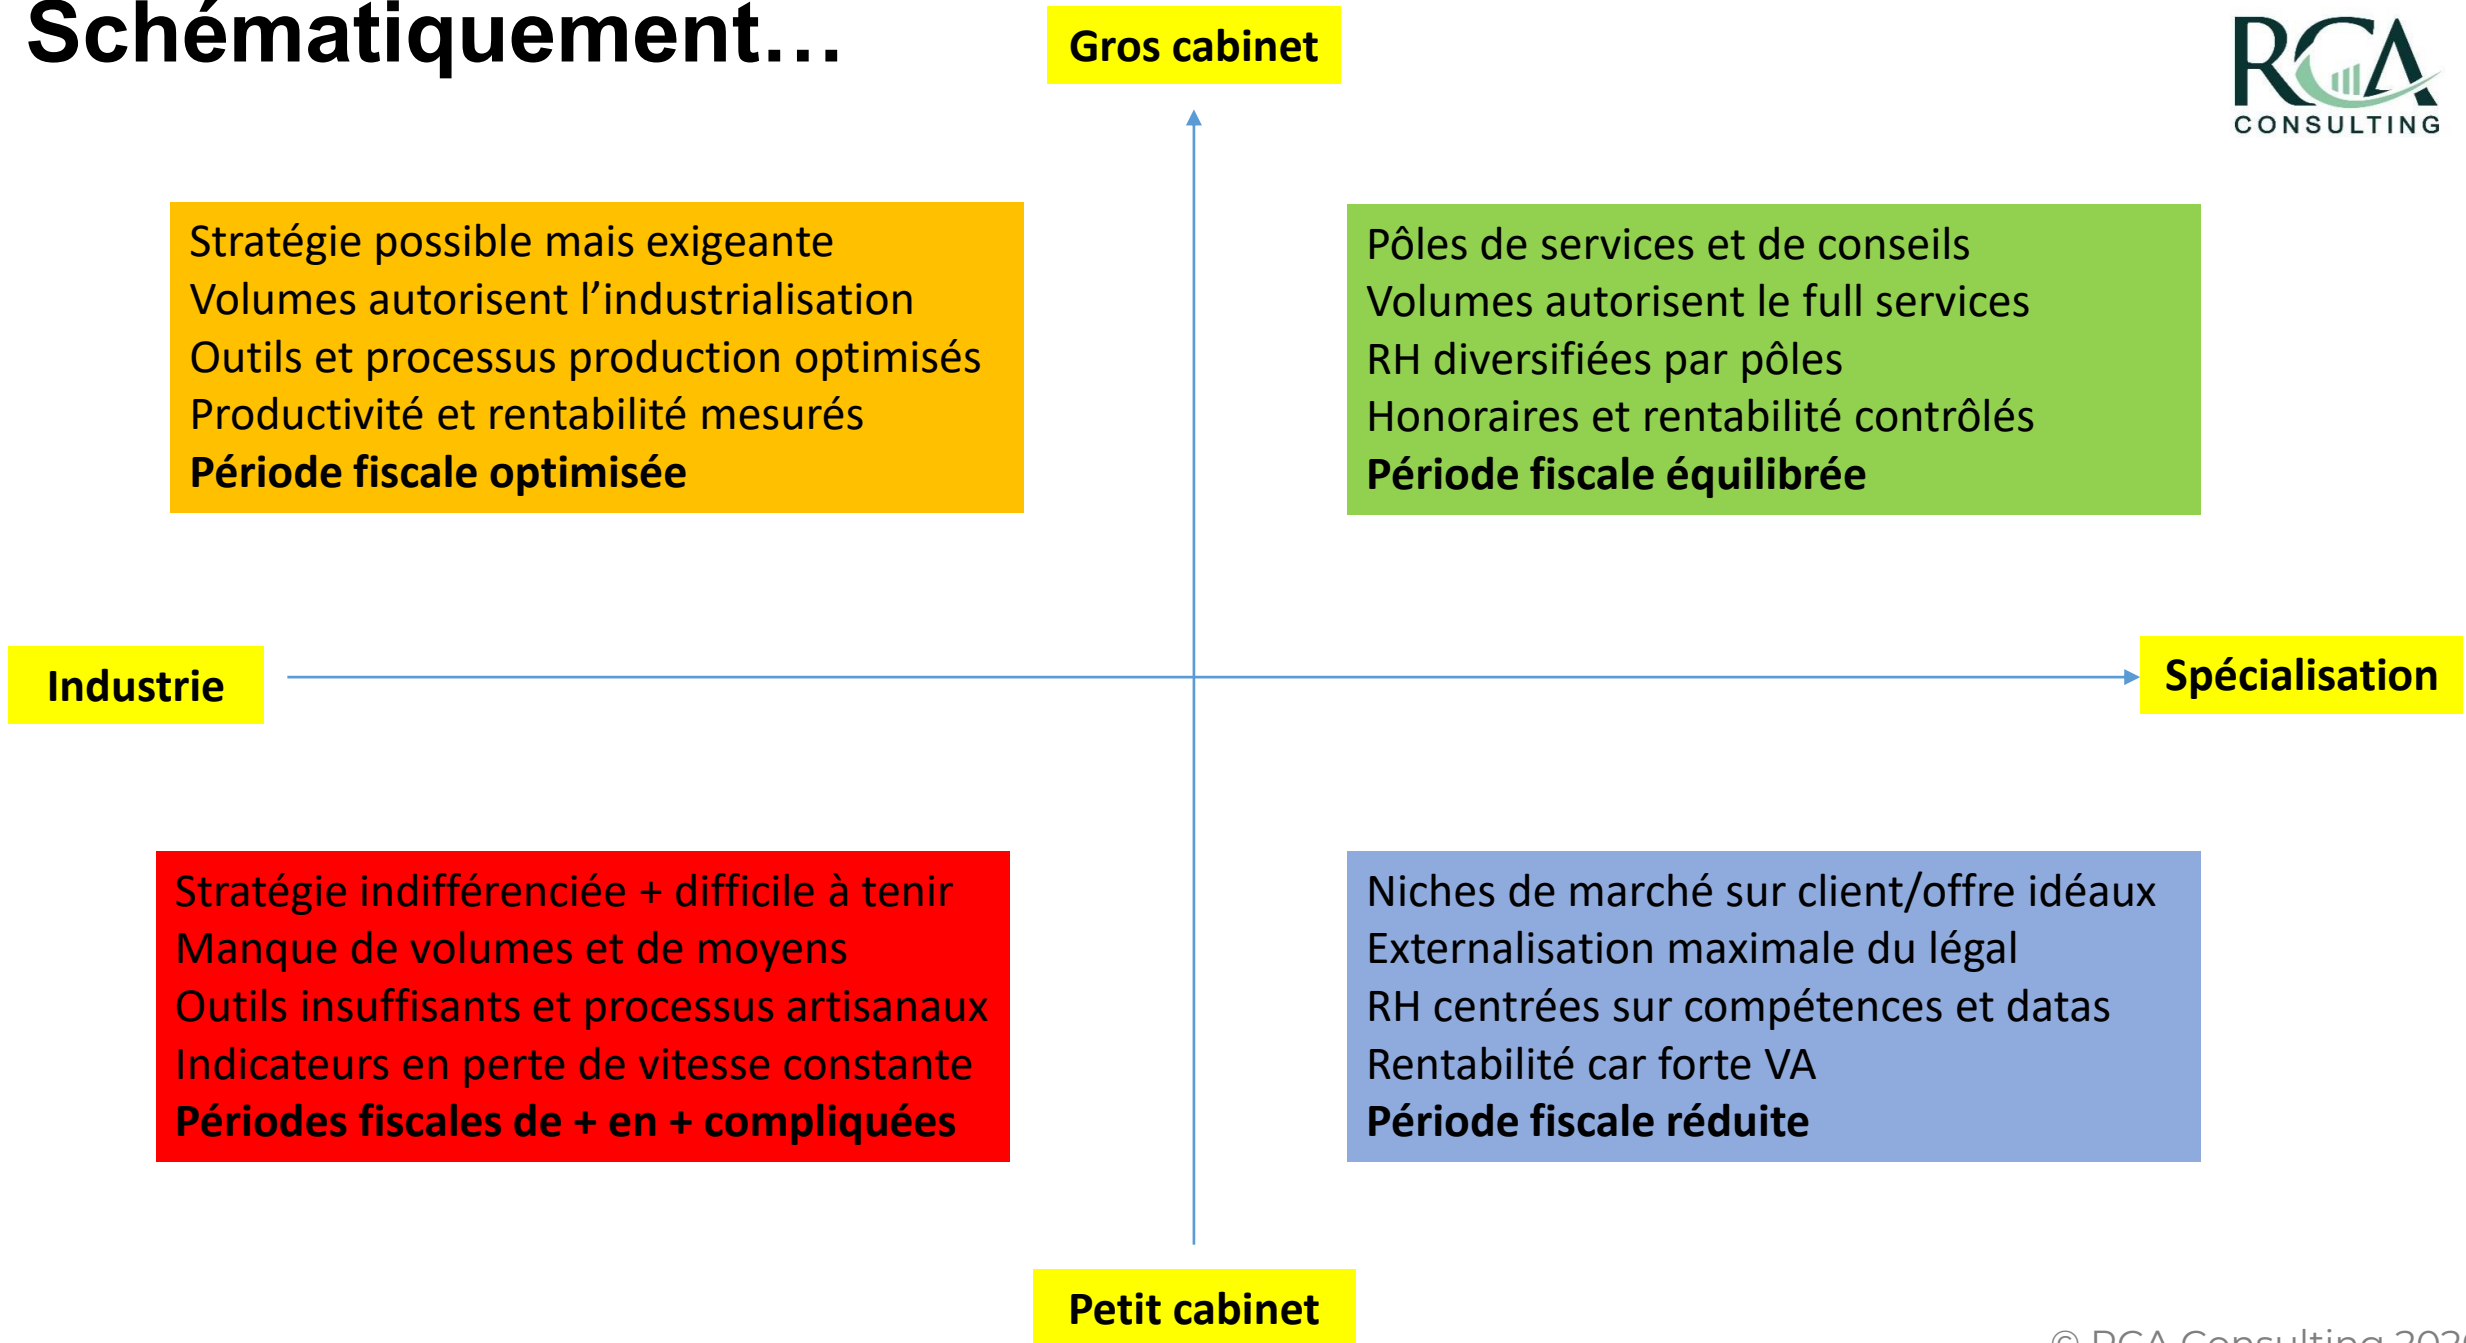 Schématiquement...
Gros cabinet
RCA
CONSULTING
Stratégie possible mais exigeante
Volumes autorisent l’industrialisation
Outils et processus production optimisés
Productivité et rentabilité mesurés
Période fiscale optimisée
Pôles de services et de conseils
Volumes autorisent le full services
RH diversifiées par pôles
Honoraires et rentabilité contrôlés
Période fiscale équilibrée
Industrie
Spécialisation
Stratégie indifférenciée + difficile à tenir
Manque de volumes et de moyens
Outils insuffisants et processus artisanaux
Indicateurs en perte de vitesse constante
Périodes fiscales de + en + compliquées
Niches de marché sur client/offre idéaux
Externalisation maximale du légal
RH centrées sur compétences et datas
Rentabilité car forte VA
Période fiscale réduite
Petit cabinet
© RCA Consulting